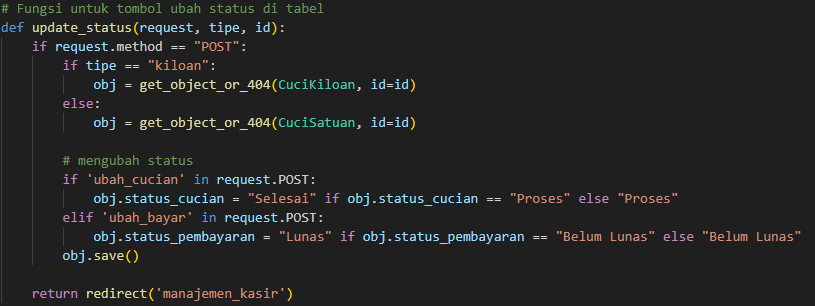 # Fungsi untuk tombol ubah status di tabel
def update_status(request, tipe, id):
    if request.method == "POST":
        if tipe == "kiloan":
            obj = get_object_or_404(CuciKiloan, id=id)
        else:
            obj = get_object_or_404(CuciSatuan, id=id)

        # mengubah status
        if 'ubah_cucian' in request.POST:
            obj.status_cucian = "Selesai" if obj.status_cucian == "Proses" else "Proses"
        elif 'ubah_bayar' in request.POST:
            obj.status_pembayaran = "Lunas" if obj.status_pembayaran == "Belum Lunas" else "Belum Lunas"
        obj.save()

    return redirect('manajemen_kasir')